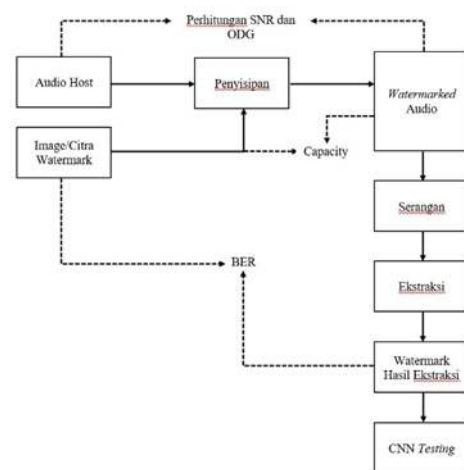 Perhitungan SNR dan
ODG
Audio Host
Penyisipan
Watermarked
Audio
Image/Citra
Watermark
Capacity
Serangan
BER
Ekstraksi
Watermark
Hasil Ekstraksi
CNN Testing